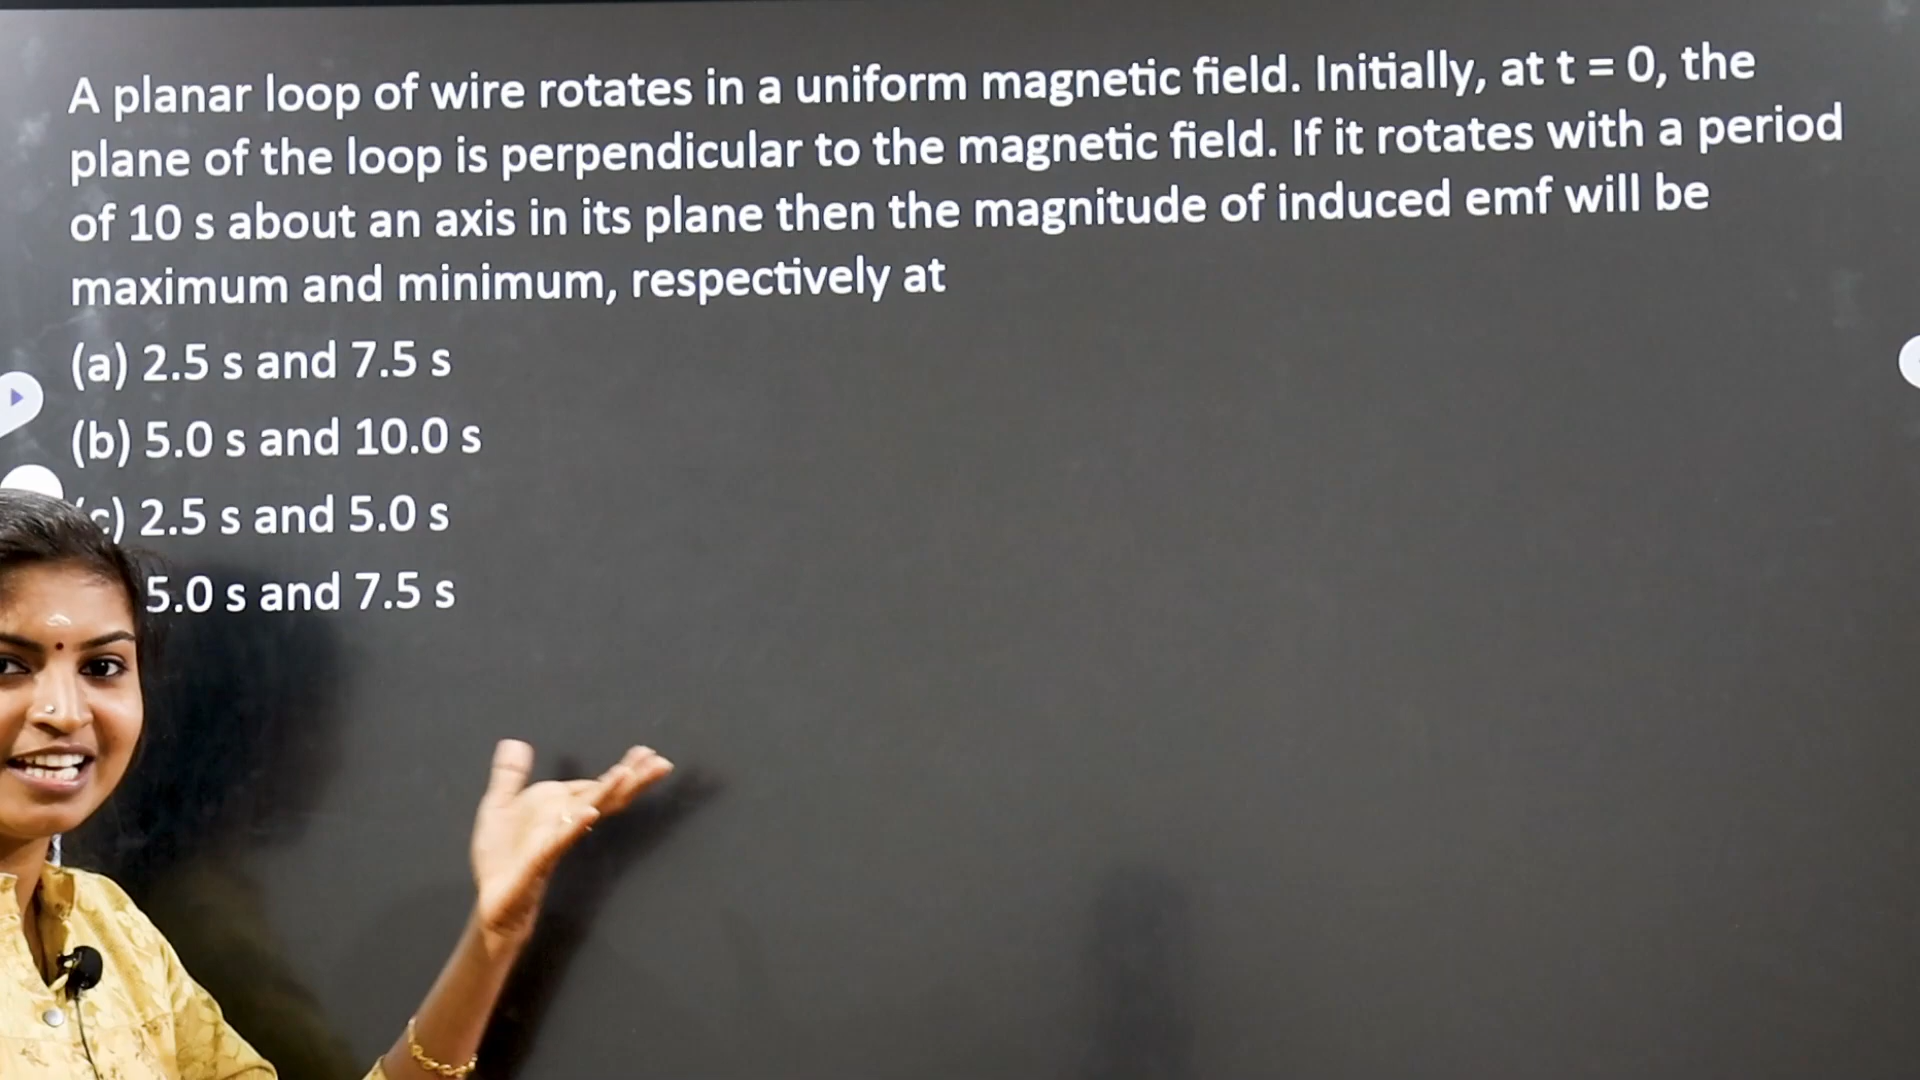 A planar loop of wire rotates in a uniform magnetic field. Initially, at t = 0, the
plane of the loop is perpendicular to the magnetic field. If it rotates with a period
of 10 s about an axis in its plane then the magnitude of induced emf will be
maximum and minimum, respectively at
(a) 2.5 s and 7.5 s
(b) 5.0 s and 10.0 s
c) 2.5 s and 5.0 s
5.0 s and 7.5 s